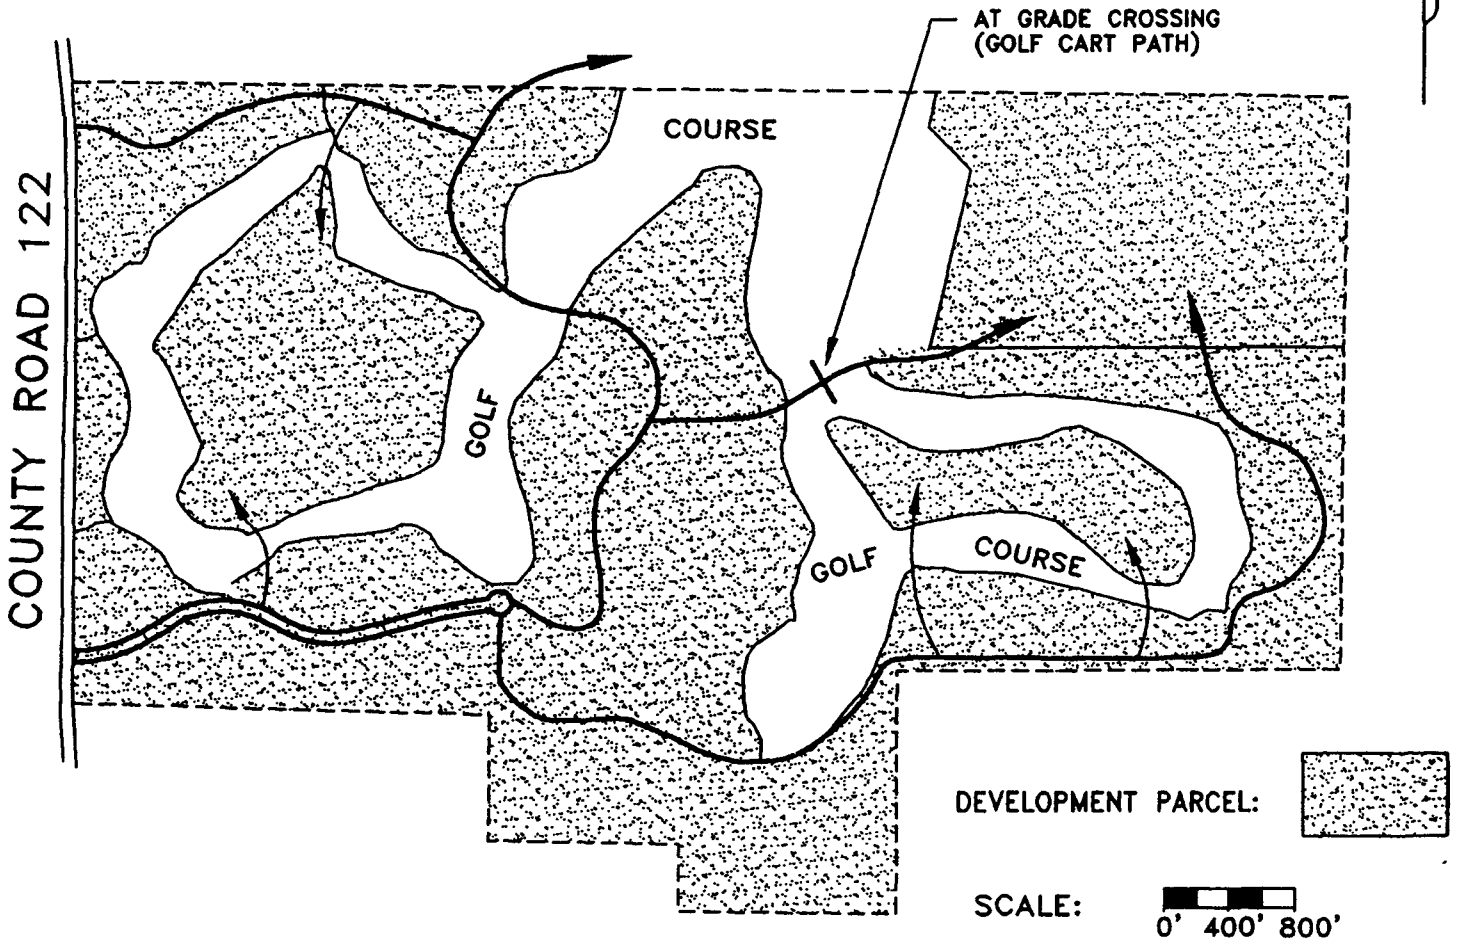 AT GRADE CROSSING
(GOLF CART PATH)
COURSE
COUNTY ROAD 122
GOLF
GOLF
COURSE
DEVELOPMENT PARCEL:
SCALE:
0' 400' 800'